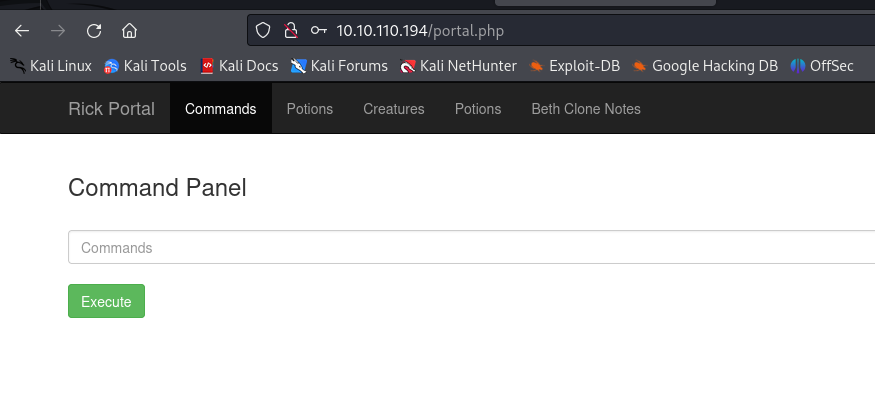 10.10.110.194/portal.php
Kali Linux Kali Tools Kali Docs Kali Forums Kali NetHunter Exploit-DB Google Hacking DB OffSec
Rick Portal Commands Potions Creatures Potions Beth Clone Notes
Command Panel
Commands
Execute